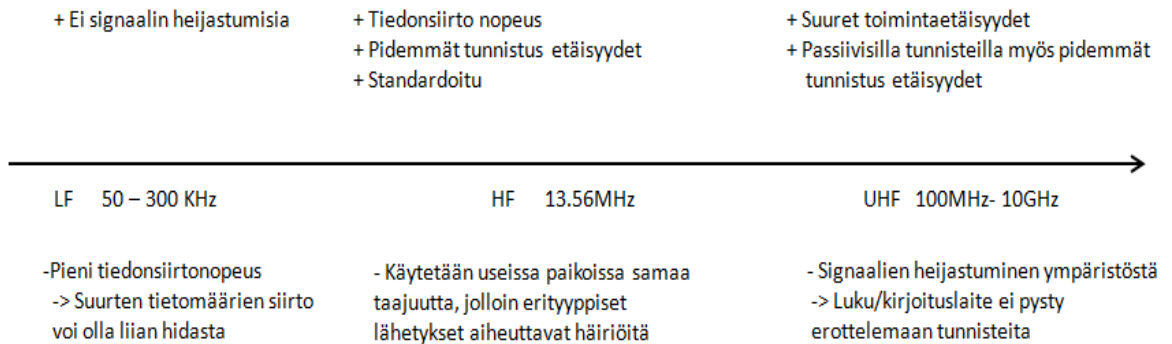 + Ei signaalin heijastumisia
+ Tiedonsiirto nopeus
+ Pidemmät tunnistus etäisyydet
+ Standardoitu
+ Suuret toimintaetäisyydet
+ Passiivisilla tunnisteilla myös pidemmät
tunnistus etäisyydet
LF 50 – 300 KHz
HF 13.56MHz
UHF 100MHz- 10GHz
-Pieni tiedonsiirtonopeus
-> Suurten tietomäärien siirto
voi olla liian hidasta
- Käytetään useissa paikoissa samaa
taajuutta, jolloin erityyppiset
lähetykset aiheuttavat häiriöitä
- Signaalien heijastuminen ympäristöstä
-> Luku/kirjoituslaite ei pysty
erottelemaan tunnisteita